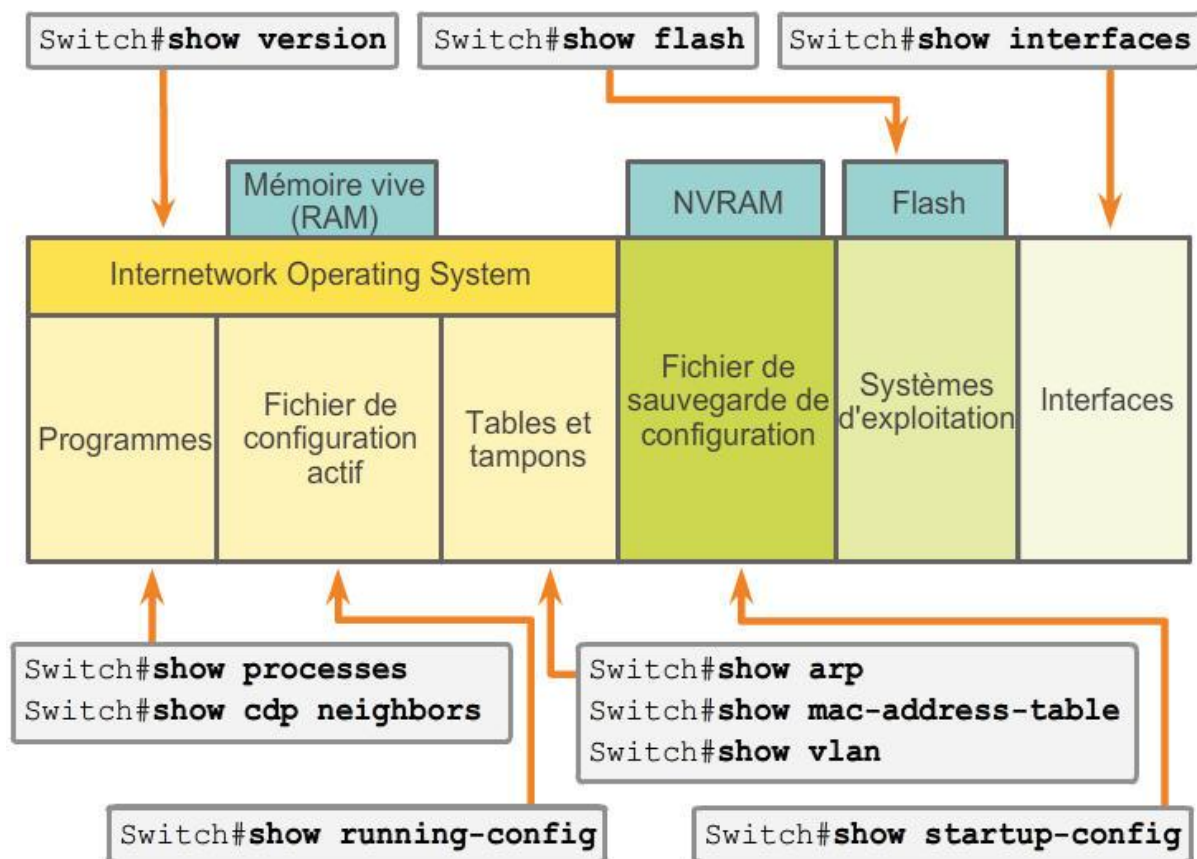 Switch#show version
Switch#show flash
Switch#show interfaces
Mémoire vive
(RAM)
NVRAM
Flash
Internetwork Operating System
Programmes
Fichier de
configuration
actif
Tables et
tampons
Fichier de
sauvegarde de
configuration
Systèmes
d'exploitation
Interfaces
Switch#show processes
Switch#show cdp neighbors
Switch#show arp
Switch#show mac-address-table
Switch#show vlan
Switch#show running-config
Switch#show startup-config